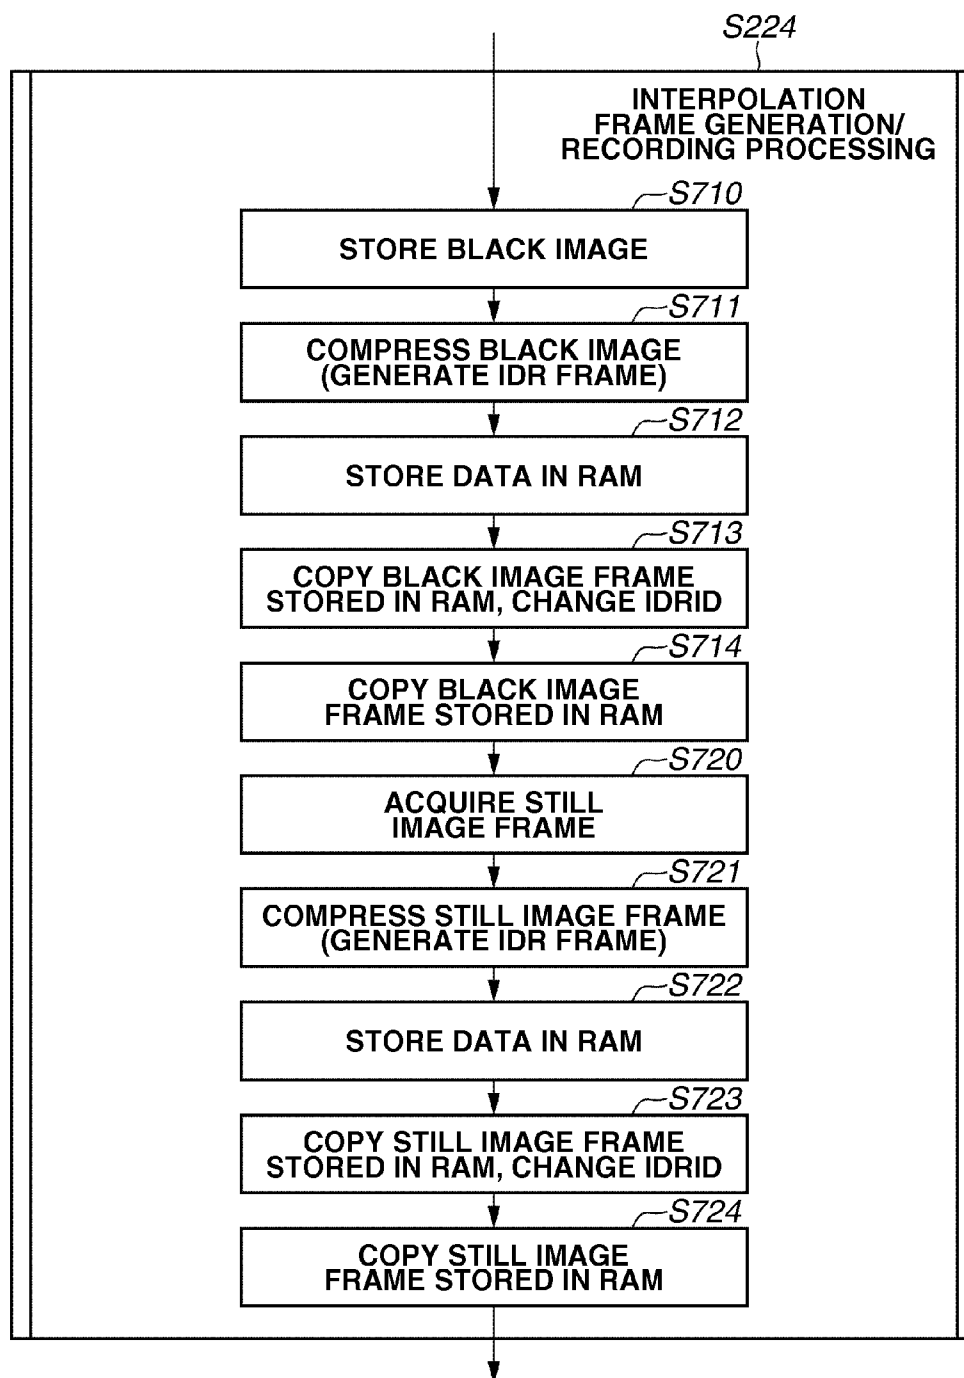 S224
INTERPOLATION
FRAME GENERATION/
RECORDING PROCESSING
S710
STORE BLACK IMAGE
S711
COMPRESS BLACK IMAGE
(GENERATE IDR FRAME)
S712
STORE DATA IN RAM
S713
COPY BLACK IMAGE FRAME
STORED IN RAM, CHANGE IDRID
S714
COPY BLACK IMAGE
FRAME STORED IN RAM
S720
ACQUIRE STILL
IMAGE FRAME
S721
COMPRESS STILL IMAGE FRAME
(GENERATE IDR FRAME)
S722
STORE DATA IN RAM
S723
COPY STILL IMAGE FRAME
STORED IN RAM, CHANGE IDRID
S724
COPY STILL IMAGE
FRAME STORED IN RAM